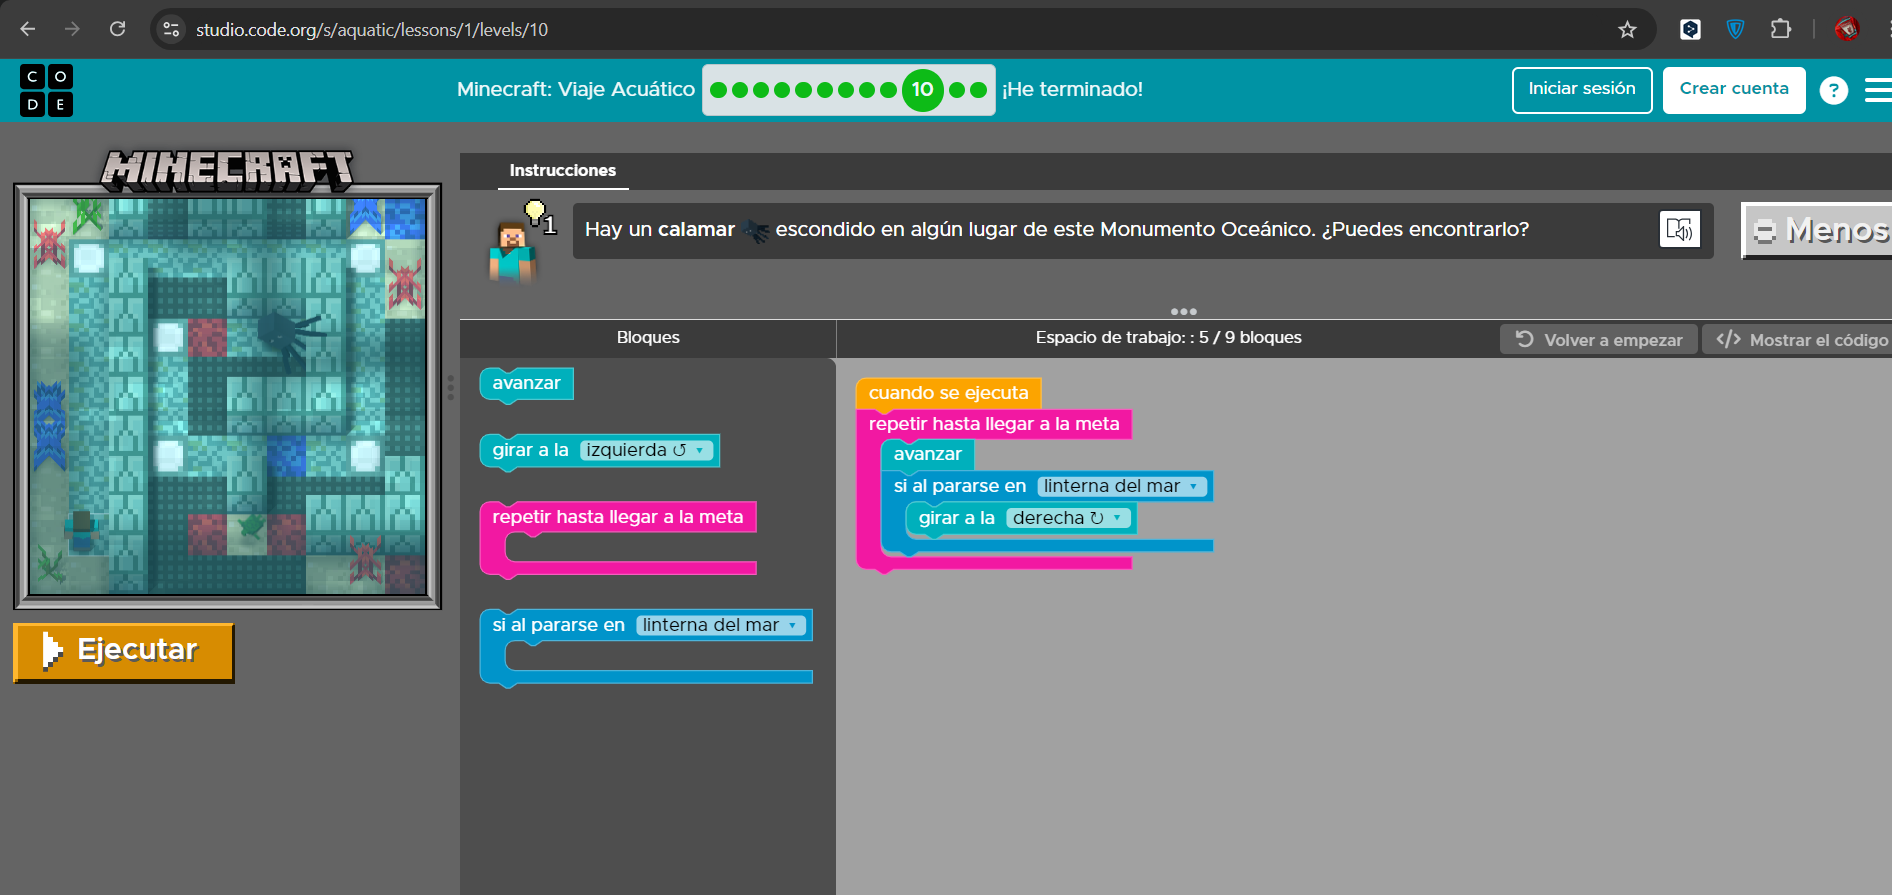 studio.code.org/s/aquatic/lessons/1/levels/10
C O
D E
Minecraft: Viaje Acuático
10
¡He terminado!
Iniciar sesión
Crear cuenta
?
MINECRAFT
Instrucciones
1
Hay un calamar escondido en algún lugar de este Monumento Oceánico. ¿Puedes encontrarlo?
Menos
Bloques
Espacio de trabajo: : 5 / 9 bloques
Volver a empezar
</> Mostrar el código
avanzar
girar a la izquierda ↺
repetir hasta llegar a la meta
si al pararse en linterna del mar
cuando se ejecuta
repetir hasta llegar a la meta
avanzar
si al pararse en linterna del mar
girar a la derecha ↻
Ejecutar